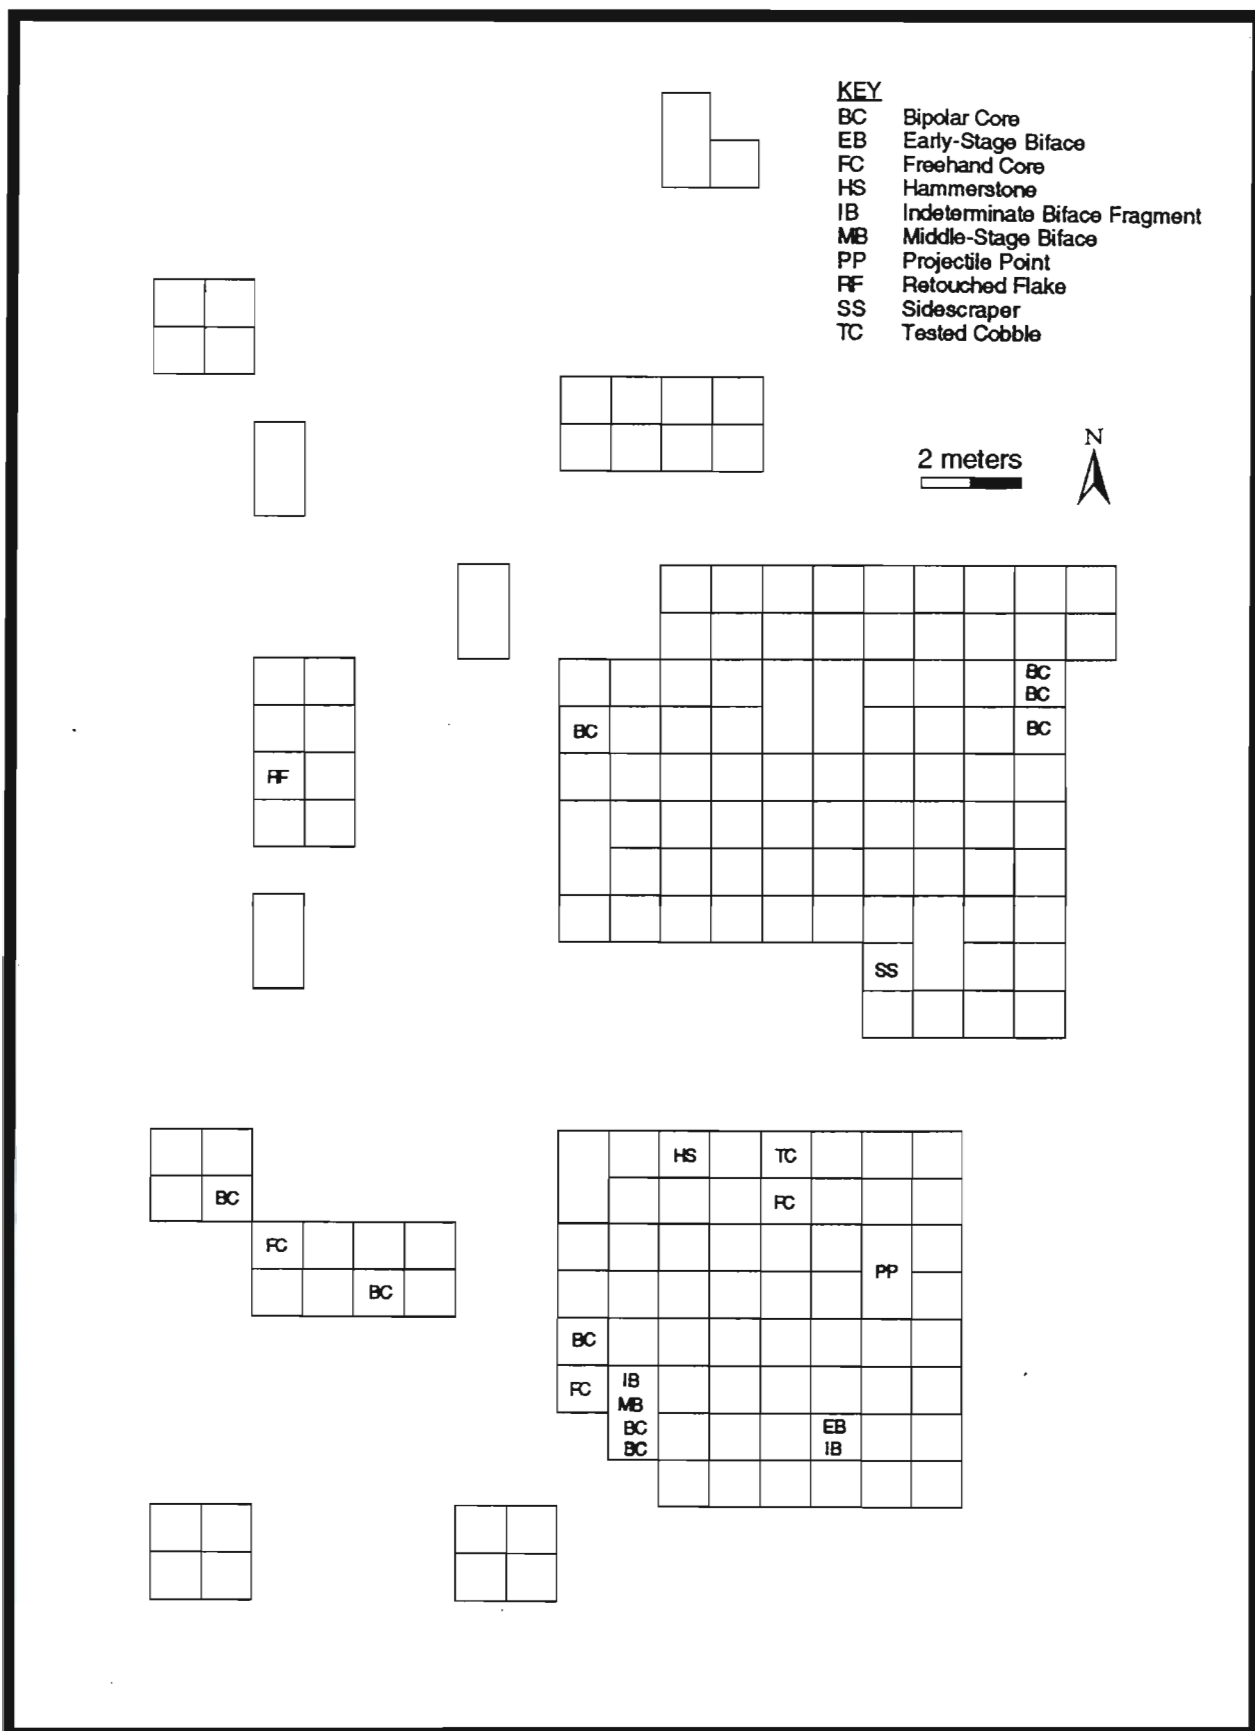 KEY
BC Bipolar Core
EB Early-Stage Biface
FC Freehand Core
HS Hammerstone
IB Indeterminate Biface Fragment
MB Middle-Stage Biface
PP Projectile Point
RF Retouched Flake
SS Sidescraper
TC Tested Cobble
N
2 meters
BC
BC
BC BC
RF
SS
HS TC
BC FC
FC
PP
BC
BC
FC IB
MB
BC EB
BC IB